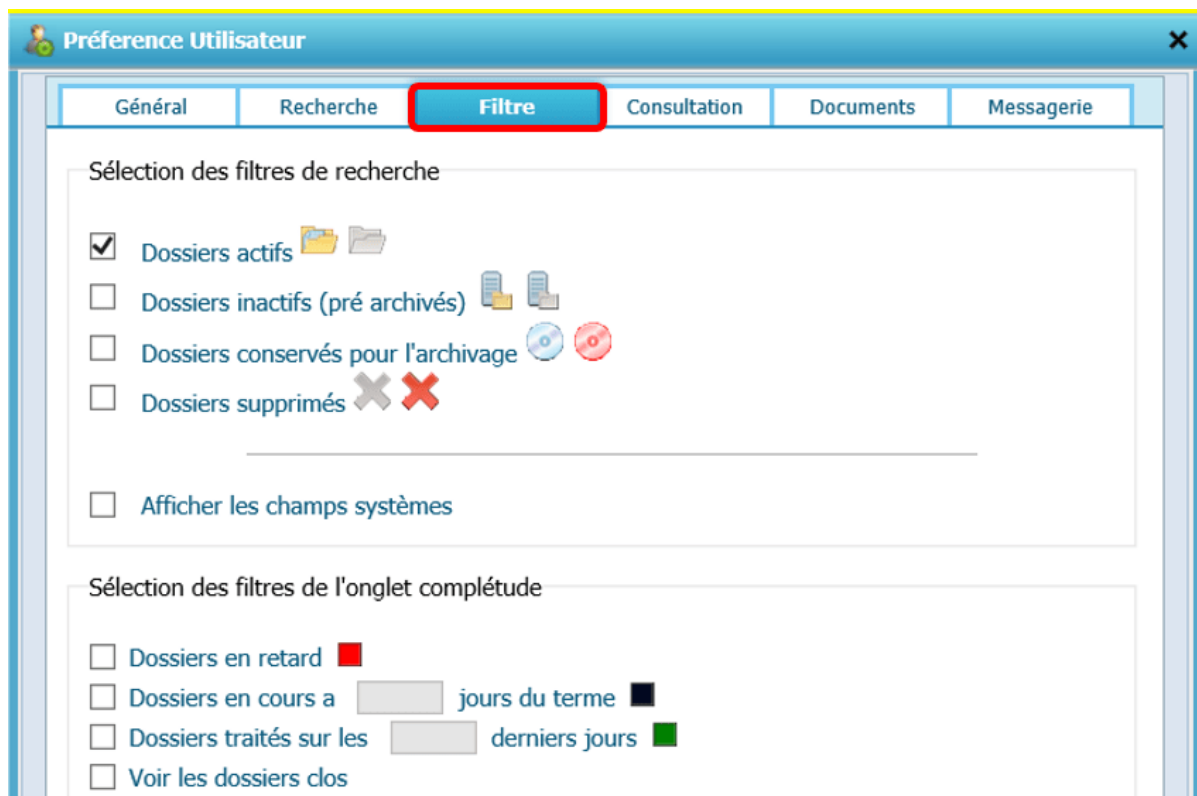 Préference Utilisateur
Général Recherche Filtre Consultation Documents Messagerie
Sélection des filtres de recherche
Dossiers actifs
Dossiers inactifs (pré archivés)
Dossiers conservés pour l'archivage
Dossiers supprimés
Afficher les champs systèmes
Sélection des filtres de l'onglet complétude
Dossiers en retard
Dossiers en cours a jours du terme
Dossiers traités sur les derniers jours
Voir les dossiers clos